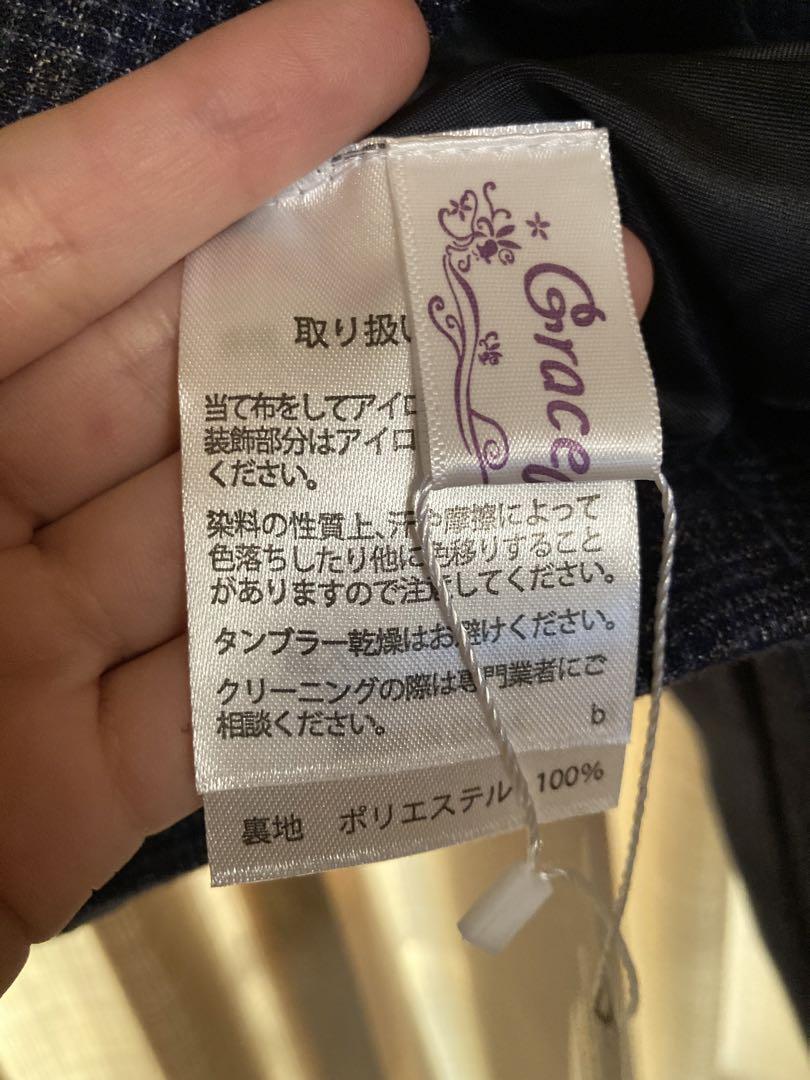 取り扱い
当て布をしてアイロ
装飾部分はアイロ
ください。
染料の性質上、汗や摩擦によって
色落ちしたり他に色移りすること
がありますので注意してください。
タンブラー乾燥はお避けください。
クリーニングの際は専門業者にご
相談ください。
b
裏地 ポリエステル 100%
Grace